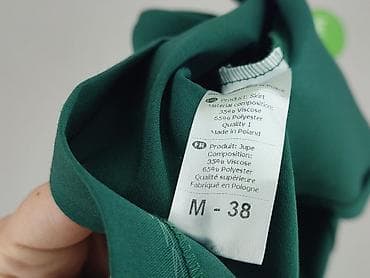 Product: Skirt
Material composition:
35% Viscose
65% Polyester
Quality 1
Made in Poland
FR Produit: Jupe
Composition:
35% Viscose
65% Polyester
Qualité supérieure
Fabriqué en Pologne
M - 38